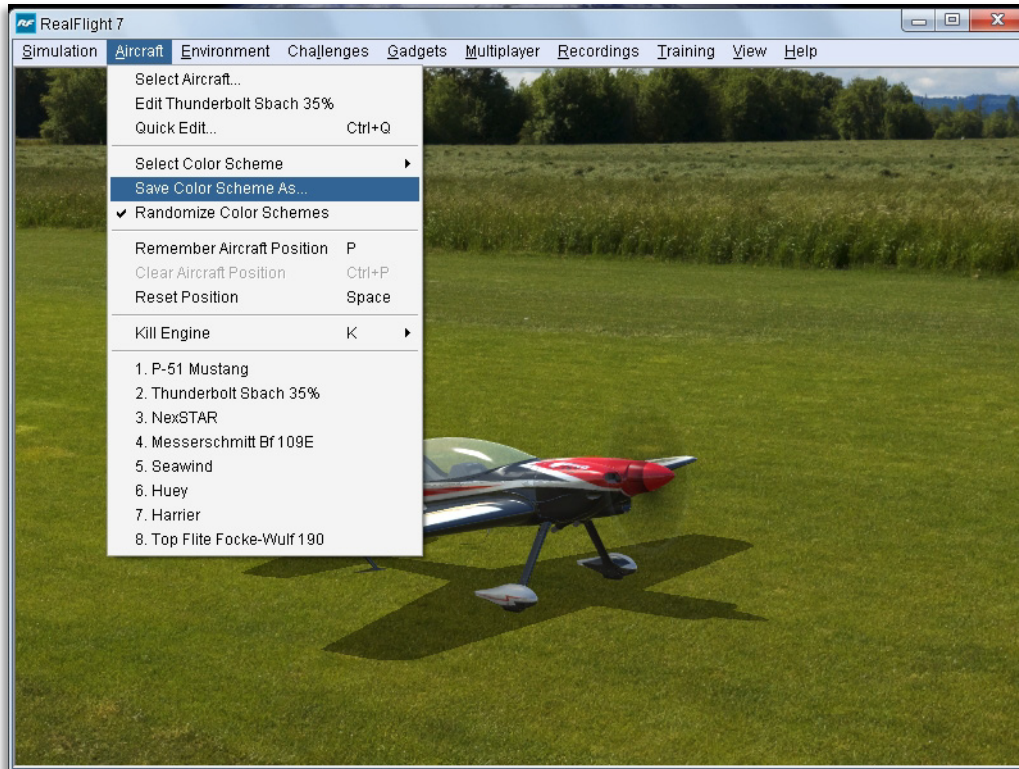 RF RealFlight 7
Simulation Aircraft Environment Challenges Gadgets Multiplayer Recordings Training View Help
Select Aircraft...
Edit Thunderbolt Sbach 35%
Quick Edit... Ctrl+Q
Select Color Scheme
Save Color Scheme As...
Randomize Color Schemes
Remember Aircraft Position P
Clear Aircraft Position Ctrl+P
Reset Position Space
Kill Engine K
1. P-51 Mustang
2. Thunderbolt Sbach 35%
3. NexSTAR
4. Messerschmitt Bf 109E
5. Seawind
6. Huey
7. Harrier
8. Top Flite Focke-Wulf 190